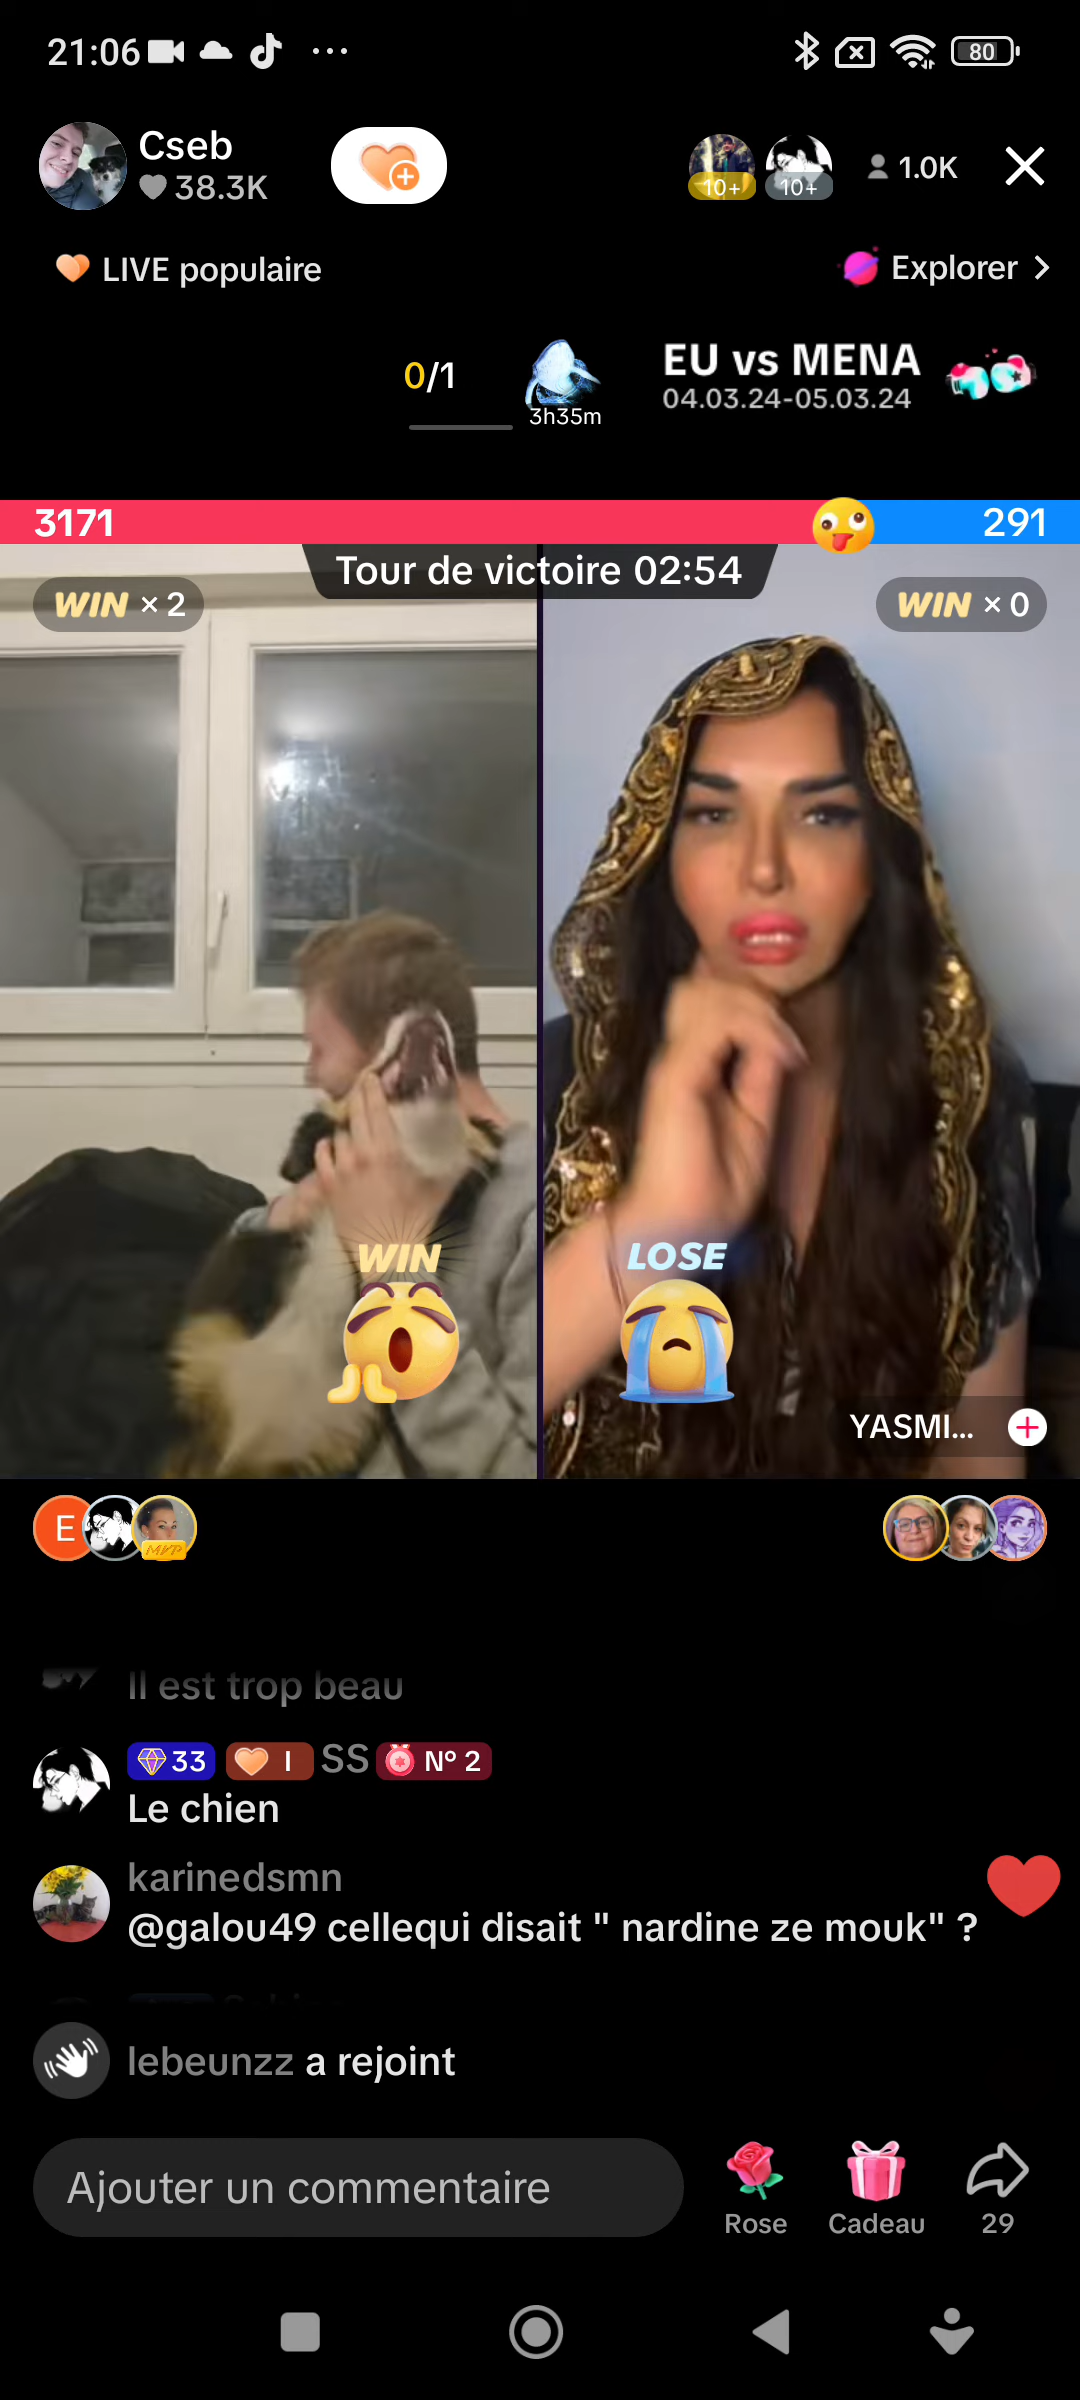 21:06
80
Cseb
38.3K
10+
10+
1.0K
LIVE populaire
Explorer
0/1
3h35m
EU vs MENA
04.03.24-05.03.24
3171
291
Tour de victoire 02:54
WIN × 2
WIN × 0
WIN
LOSE
YASMI...
E
MVP
Il est trop beau
33 I SS N° 2
Le chien
karinedsmn
@galou49 cellequi disait " nardine ze mouk" ?
lebeunzz a rejoint
Ajouter un commentaire
Rose
Cadeau
29